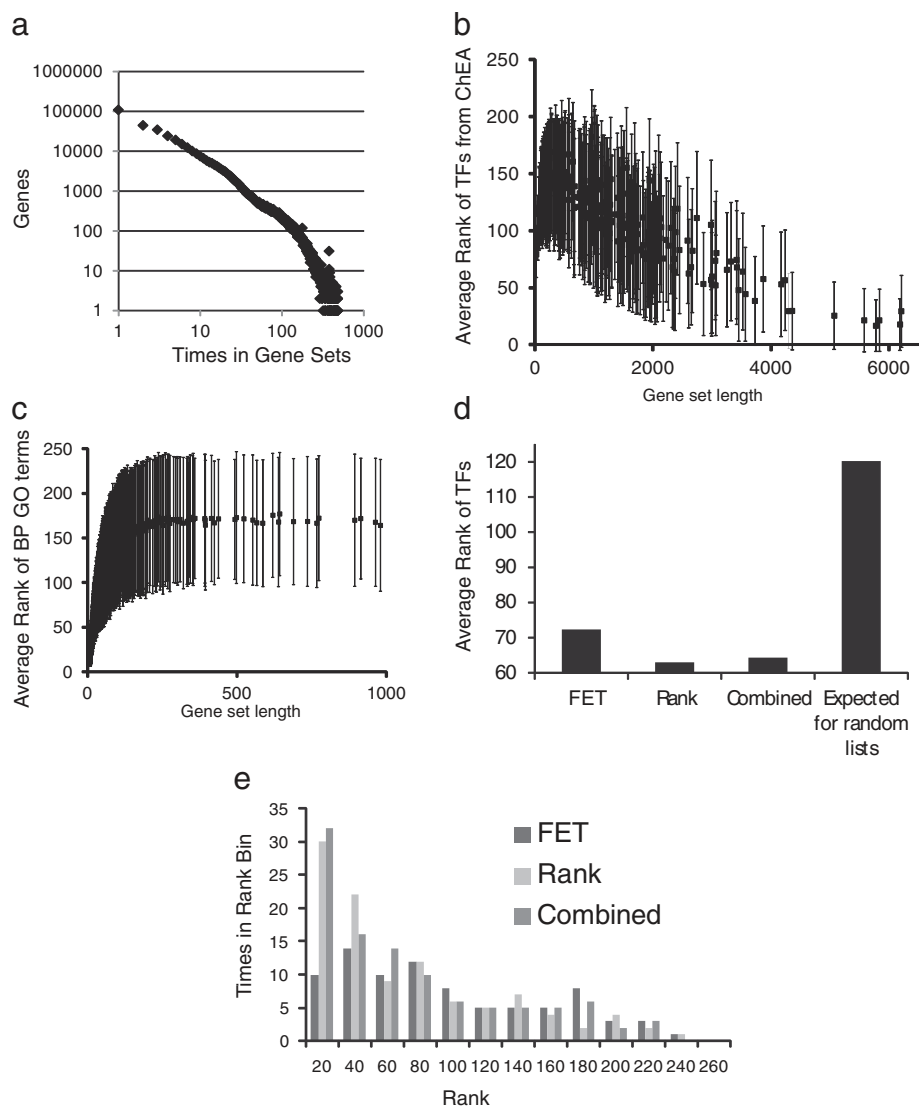 a
1000000
100000
10000
1000
100
10
1
Genes
1
10
100
1000
Times in Gene Sets
b
250
200
150
100
50
0
Average Rank of TFs from ChEA
0
2000
4000
6000
Gene set length
c
250
200
150
100
50
0
Average Rank of BP GO terms
0
500
1000
Gene set length
d
120
110
100
90
80
70
60
Average Rank of TFs
FET
Rank
Combined
Expected
for random
lists
e
35
30
25
20
15
10
5
0
Times in Rank Bin
FET
Rank
Combined
20 40 60 80 100 120 140 160 180 200 220 240 260
Rank